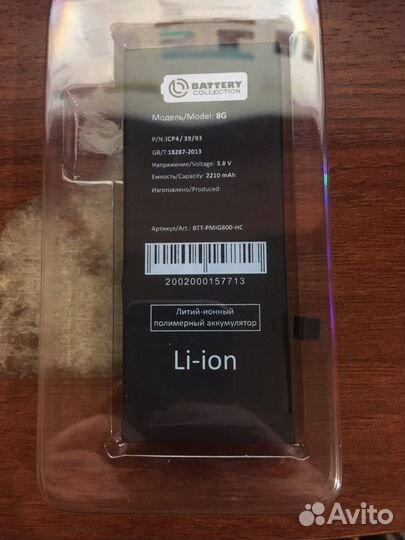 BATTERY
COLLECTION
Модель/Model: 8G
P/N:ICP4/39/93
GB/T:18287-2013
Напряжение/Voltage: 3.8 V
Емкость/Capacity: 2210 mAh
Изготовлено/Produced:
Артикул/Art.: BTT-PMIG800-HC
2002000157713
Литий-ионный
полимерный аккумулятор
Li-ion
Avito